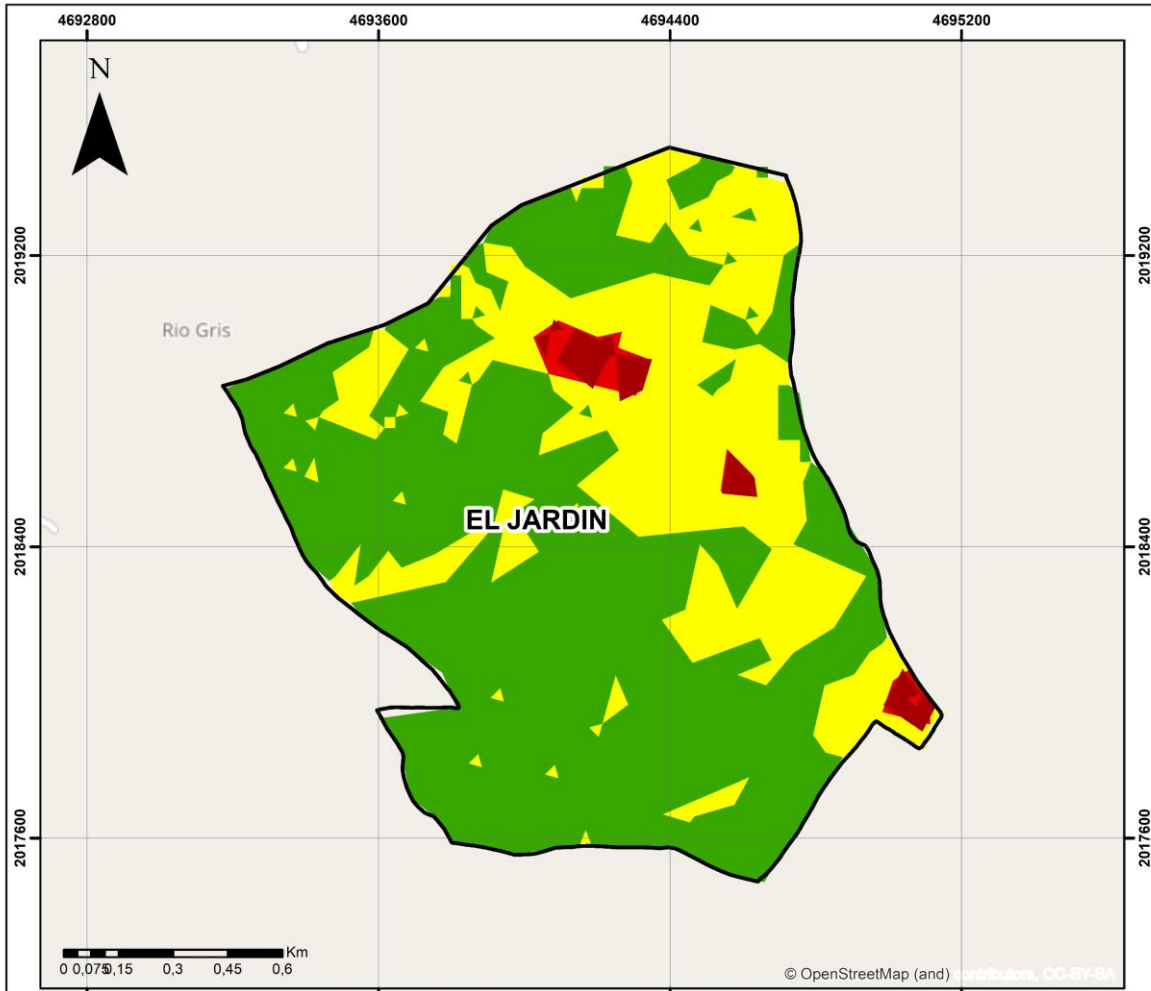 4692800 4693600 4694400 4695200
N
2019200 2019200
Rio Gris
EL JARDIN
2018400 2018400
2017600 2017600
Km
0 0,075 0,15 0,3 0,45 0,6
© OpenStreetMap (and) contributors, CC-BY-SA